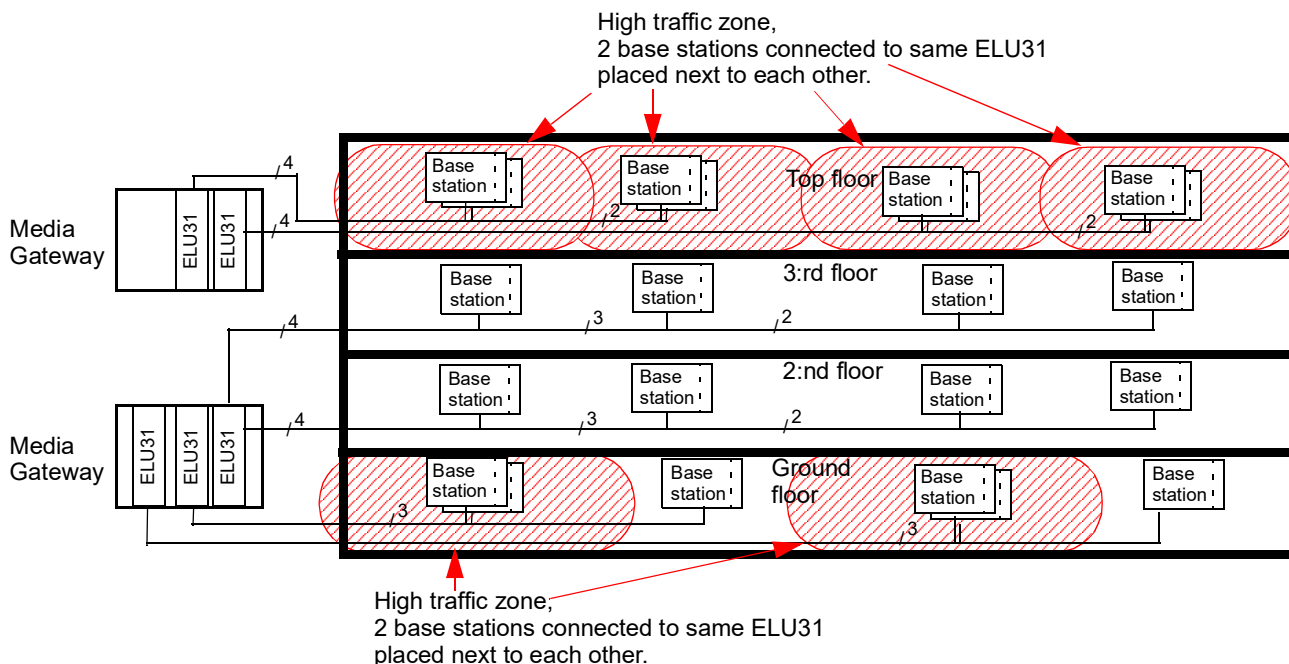 High traffic zone,
2 base stations connected to same ELU31
placed next to each other.
Media
Gateway
ELU31
ELU31
4
4
Base
station
Base
station
Top floor
Base
station
Base
station
2
2
3:rd floor
Base
station
Base
station
Base
station
Base
station
4
3
2
2:nd floor
Base
station
Base
station
Base
station
Base
station
4
3
2
Media
Gateway
ELU31
ELU31
ELU31
Ground
floor
Base
station
Base
station
Base
station
Base
station
3
3
High traffic zone,
2 base stations connected to same ELU31
placed next to each other.